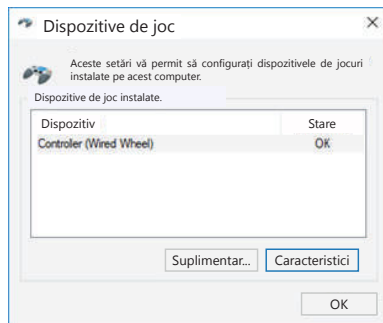 Dispozitive de joc
Aceste setări vă permit să configurați dispozitivele de jocuri
instalate pe acest computer.
Dispozitive de joc instalate.
Dispozitiv Stare
Controler (Wired Wheel) OK
Suplimentar... Caracteristici
OK